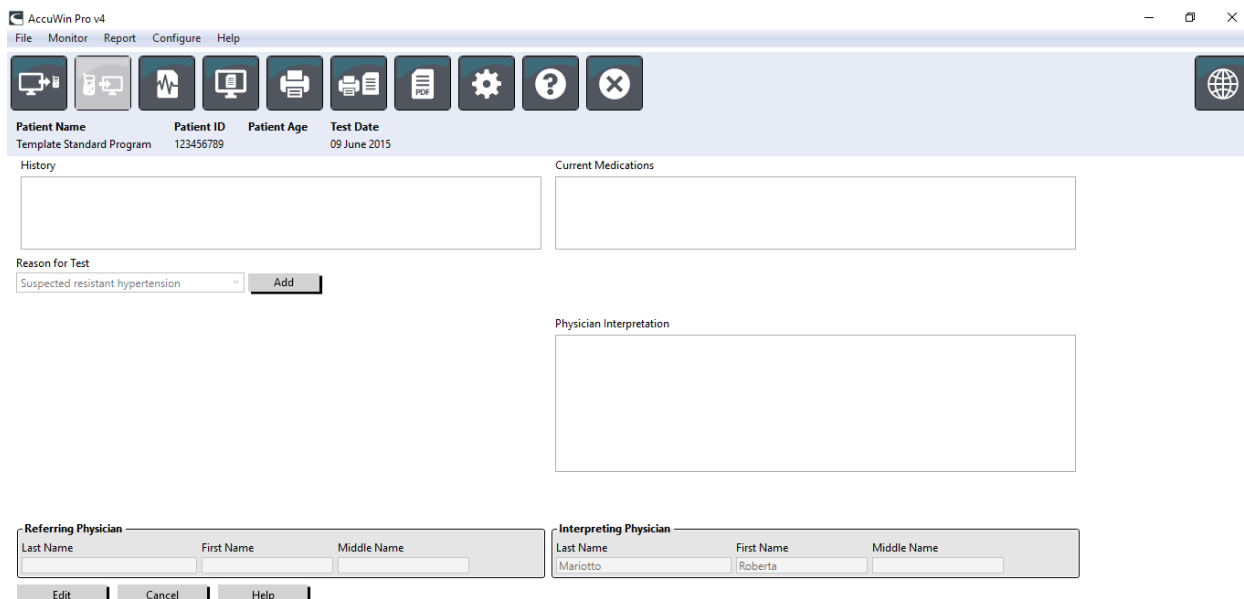 AccuWin Pro v4
File Monitor Report Configure Help
PDF
Patient Name Patient ID Patient Age Test Date
Template Standard Program 123456789 09 June 2015
History Current Medications
Reason for Test
Suspected resistant hypertension Add
Physician Interpretation
Referring Physician Interpreting Physician
Last Name First Name Middle Name Last Name First Name Middle Name
Mariotto Roberta
Edit Cancel Help